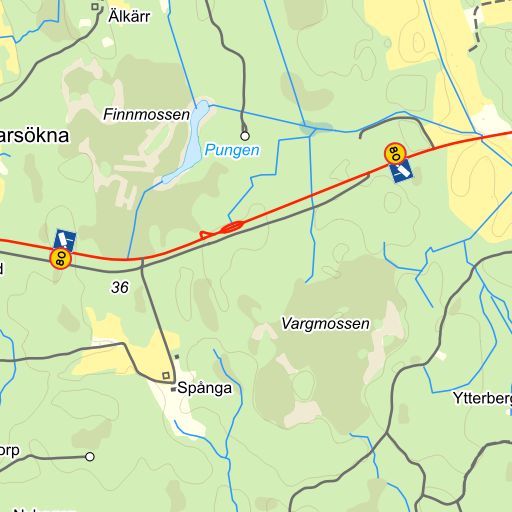 Älkärr
Finnmossen
arsökna
Pungen
80
80
d
36
Vargmossen
Spånga
Ytterberg
orp